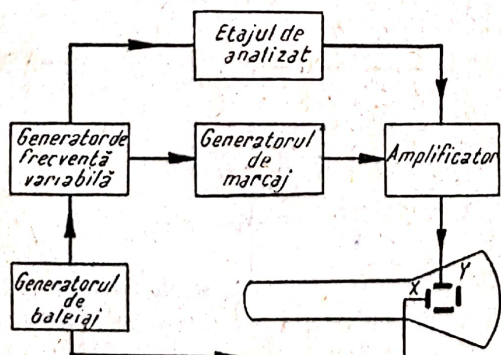 Etajul de
analizat
Generator de
frecvență
variabilă
Generatorul
de
marcaj
Amplificator
Generatorul
de
baleiaj
X
Y